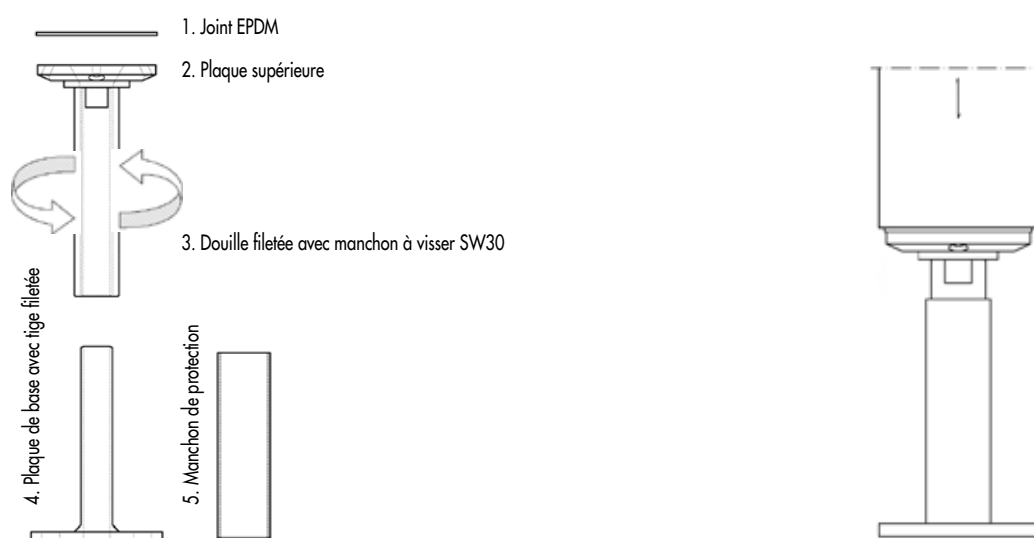 1. Joint EPDM
2. Plaque supérieure
3. Douille filetée avec manchon à visser SW30
4. Plaque de base avec tige filetée
5. Manchon de protection